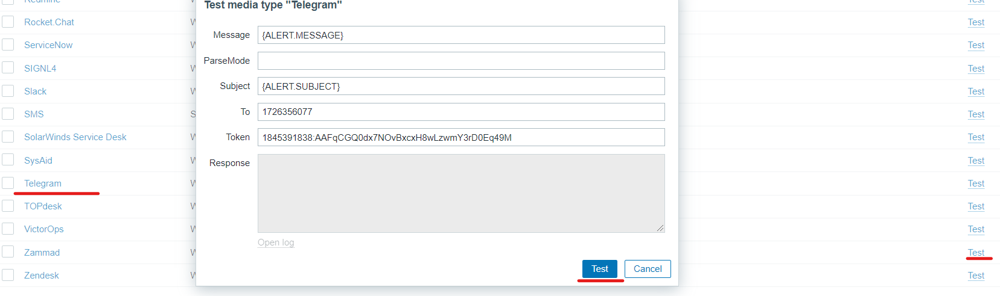 Redmine
Test media type "Telegram"
Test
Rocket.Chat
W
Message
{ALERT.MESSAGE}
Test
ServiceNow
W
ParseMode
Test
SIGNL4
W
Subject
{ALERT.SUBJECT}
Test
Slack
W
Test
SMS
S
To
1726356077
Test
SolarWinds Service Desk
W
Token
1845391838:AAFqCGQ0dx7NOvBxcxH8wLzwmY3rD0Eq49M
Test
SysAid
W
Response
Test
Telegram
W
Test
TOPdesk
W
Test
VictorOps
W
Test
Open log
Zammad
W
Test
Test
Cancel
Zendesk
W
Test